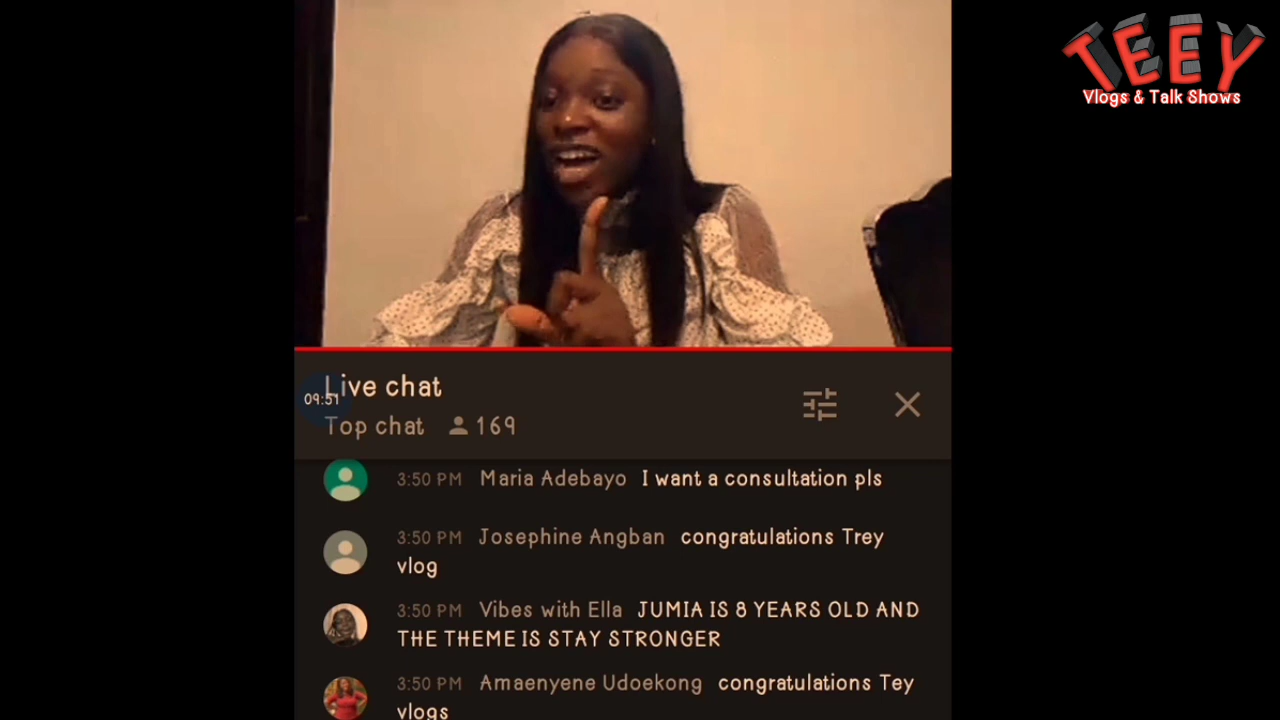 TEEY
Vlogs & Talk Shows
Live chat
09:51
Top chat 169
3:50 PM Maria Adebayo I want a consultation pls
3:50 PM Josephine Angban congratulations Trey
vlog
3:50 PM Vibes with Ella JUMIA IS 8 YEARS OLD AND
THE THEME IS STAY STRONGER
3:50 PM Amaenyene Udoekong congratulations Tey
vlogs